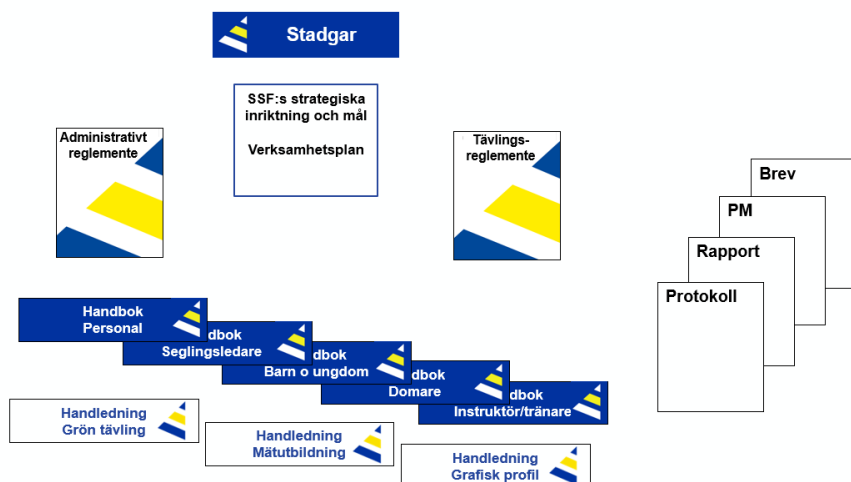 Stadgar
SSF:s strategiska
inriktning och mål
Verksamhetsplan
Administrativt
reglemente
Tävlings-
reglemente
Brev
PM
Rapport
Protokoll
Handbok
Personal
dbok
Seglingsledare
dbok
Barn o ungdom
dbok
Domare
dbok
Instruktör/tränare
Handledning
Grön tävling
Handledning
Mätutbildning
Handledning
Grafisk profil